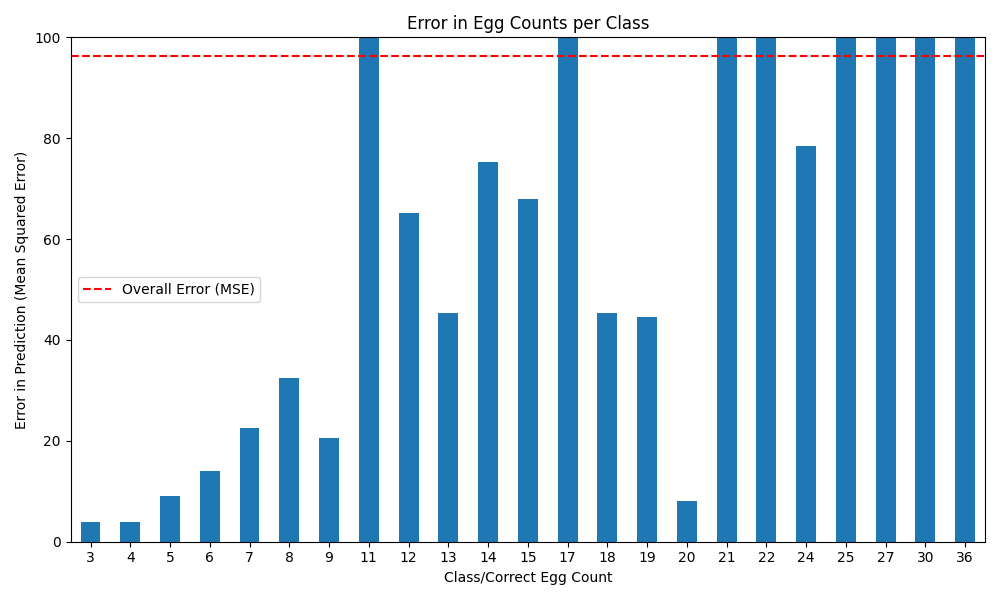 Error in Egg Counts per Class
Error in Prediction (Mean Squared Error)
100
80
60
40
20
0
Overall Error (MSE)
3 4 5 6 7 8 9 11 12 13 14 15 17 18 19 20 21 22 24 25 27 30 36
Class/Correct Egg Count